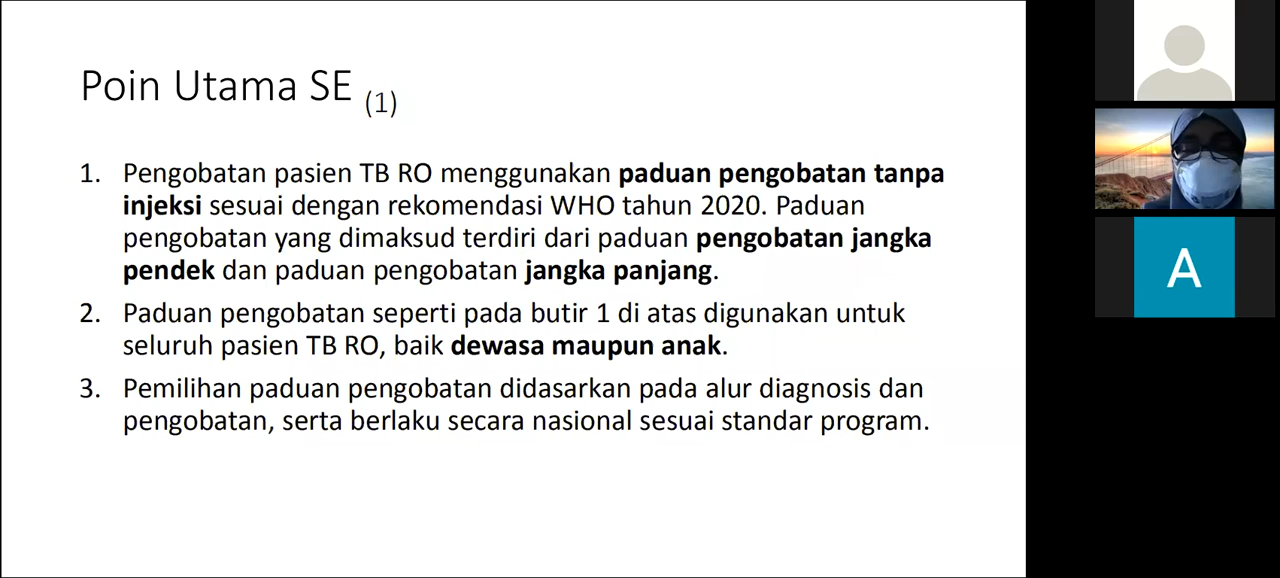 Poin Utama SE (1)
1. Pengobatan pasien TB RO menggunakan paduan pengobatan tanpa
injeksi sesuai dengan rekomendasi WHO tahun 2020. Paduan
pengobatan yang dimaksud terdiri dari paduan pengobatan jangka
pendek dan paduan pengobatan jangka panjang.
2. Paduan pengobatan seperti pada butir 1 di atas digunakan untuk
seluruh pasien TB RO, baik dewasa maupun anak.
3. Pemilihan paduan pengobatan didasarkan pada alur diagnosis dan
pengobatan, serta berlaku secara nasional sesuai standar program.
A